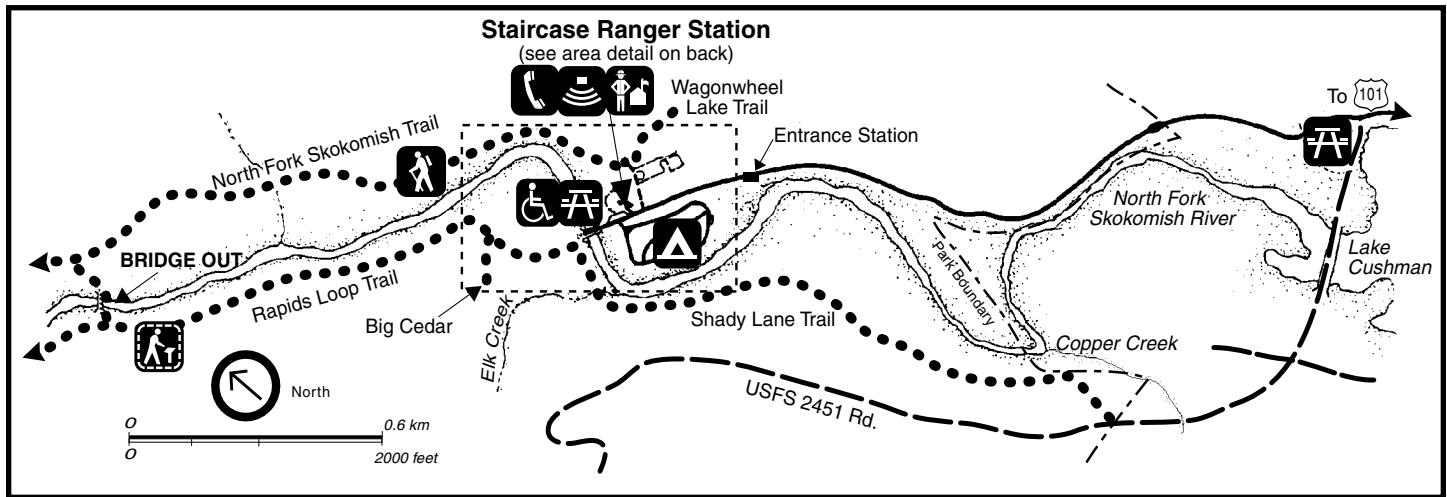 Staircase Ranger Station
(see area detail on back)
Wagonwheel
Lake Trail
To 101
Entrance Station
North Fork Skokomish Trail
North Fork
Skokomish River
Lake
Cushman
BRIDGE OUT
Rapids Loop Trail
Park Boundary
Big Cedar
Elk Creek
Shady Lane Trail
Copper Creek
USFS 2451 Rd.
North
0
0.6 km
0
2000 feet